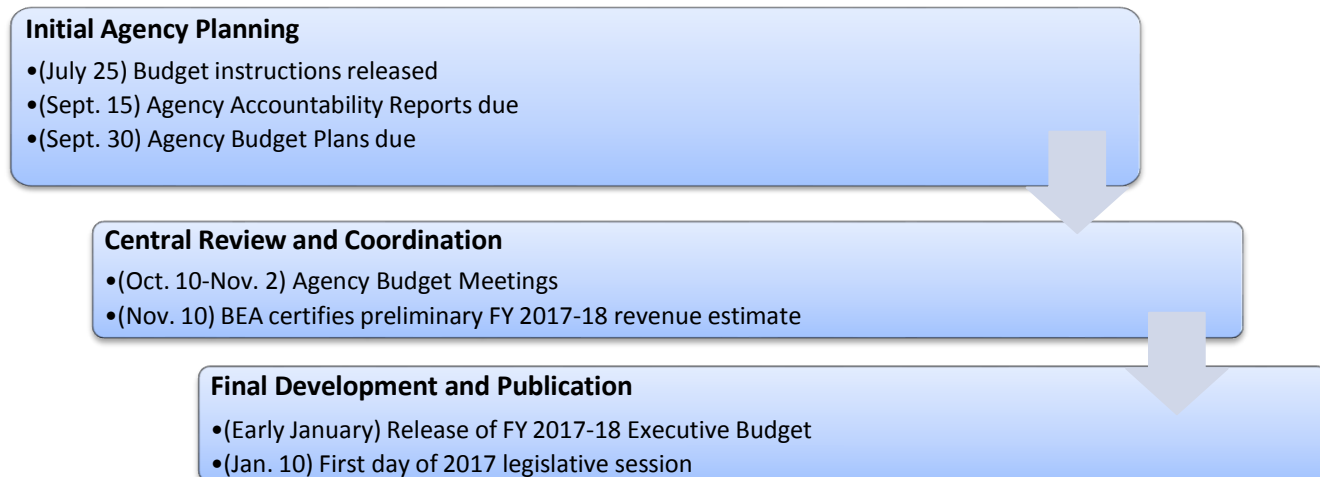 Initial Agency Planning
•(July 25) Budget instructions released
•(Sept. 15) Agency Accountability Reports due
•(Sept. 30) Agency Budget Plans due
Central Review and Coordination
•(Oct. 10-Nov. 2) Agency Budget Meetings
•(Nov. 10) BEA certifies preliminary FY 2017-18 revenue estimate
Final Development and Publication
•(Early January) Release of FY 2017-18 Executive Budget
•(Jan. 10) First day of 2017 legislative session